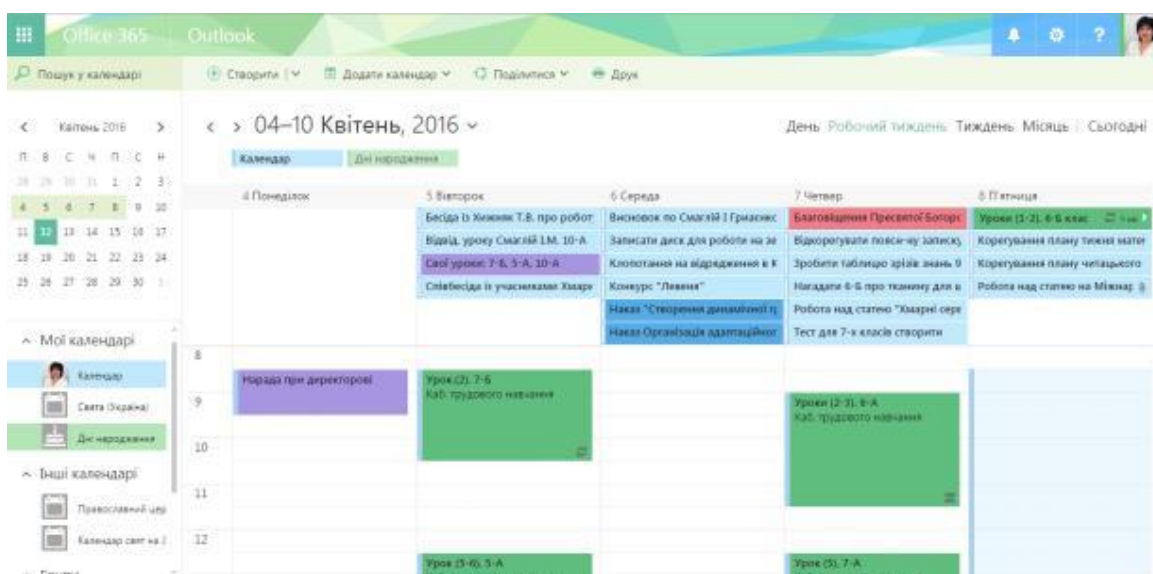 Office 365 Outlook ?
Пошук у календарі Створити Додати календар Поділитися Друк
Квітень 2016
04–10 Квітень, 2016
День Робочий тиждень Тиждень Місяць Сьогодні
П В С Ч П С Н
28 29 30 31 1 2 3
4 5 6 7 8 9 10
11 12 13 14 15 16 17
18 19 20 21 22 23 24
25 26 27 28 29 30 1
Календар Дні народження
4 Понеділок 5 Вівторок 6 Середа 7 Четвер 8 П'ятниця
Бесіда із Т.В. про робот
Відвід. уроку Смаглій І.М. 10-А
Свої уроки: 7-Б, 5-А, 10-А
Співбесіда із учасниками Хмарн
Висновок по Смаглій І
Записати диск для роботи на зе
Клопотання на відрядження в К
Конкурс "Левеня"
Наказ "Створення динамічної г
Наказ Організація адаптаційног
Благовіщення Пресвятої Богоро
Відкорегувати записку
Зробити таблицю зрізів знань 9
Нагадати 6-Б про тканину для
Робота над статею "Хмарні серв
Тест для 7-х класів створити
Уроки (1-2), 6-Б клас
Корегування плану тижня матем
Корегування плану читацького
Робота над статею на Міжнар
Мої календарі
Календар
Свята (Україна)
Дні народження
Інші календарі
Православний цер
Календар свят на 2
8
9
10
11
12
Нарада при директорові
Урок (2), 7-Б
Каб. трудового навчання
Уроки (2-3), 6-А
Каб. трудового навчання
Урок (5-6), 5-А
Урок (5), 7-А